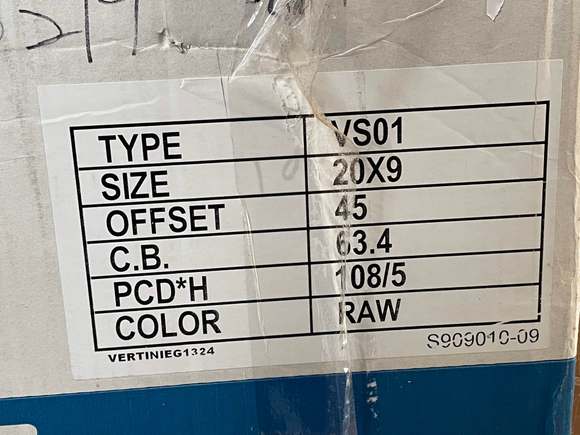 TYPE VS01
SIZE 20X9
OFFSET 45
C.B. 63.4
PCD*H 108/5
COLOR RAW
VERTINIEG1324 S909010-09